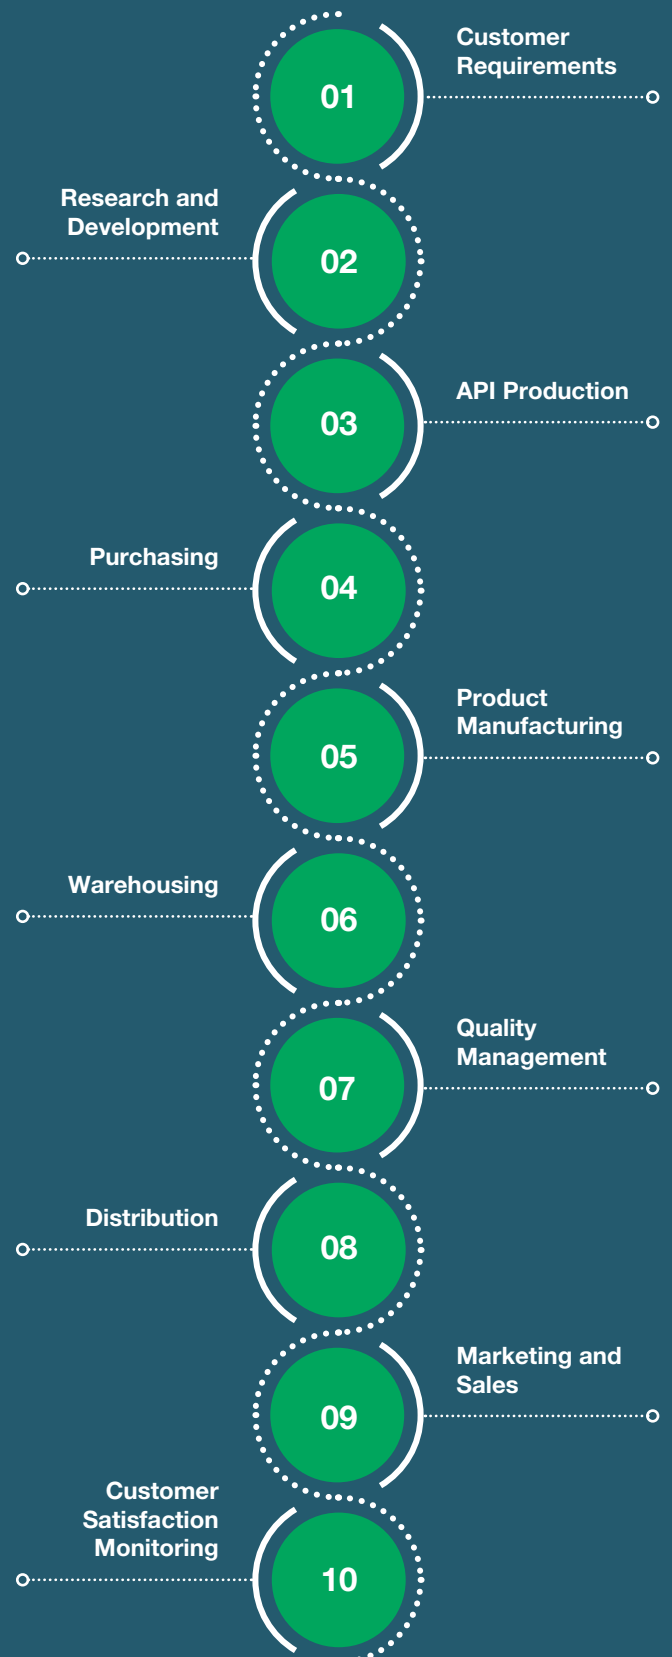 01
Customer
Requirements
Research and
Development
02
03
API Production
Purchasing
04
05
Product
Manufacturing
Warehousing
06
07
Quality
Management
Distribution
08
09
Marketing and
Sales
Customer
Satisfaction
Monitoring
10